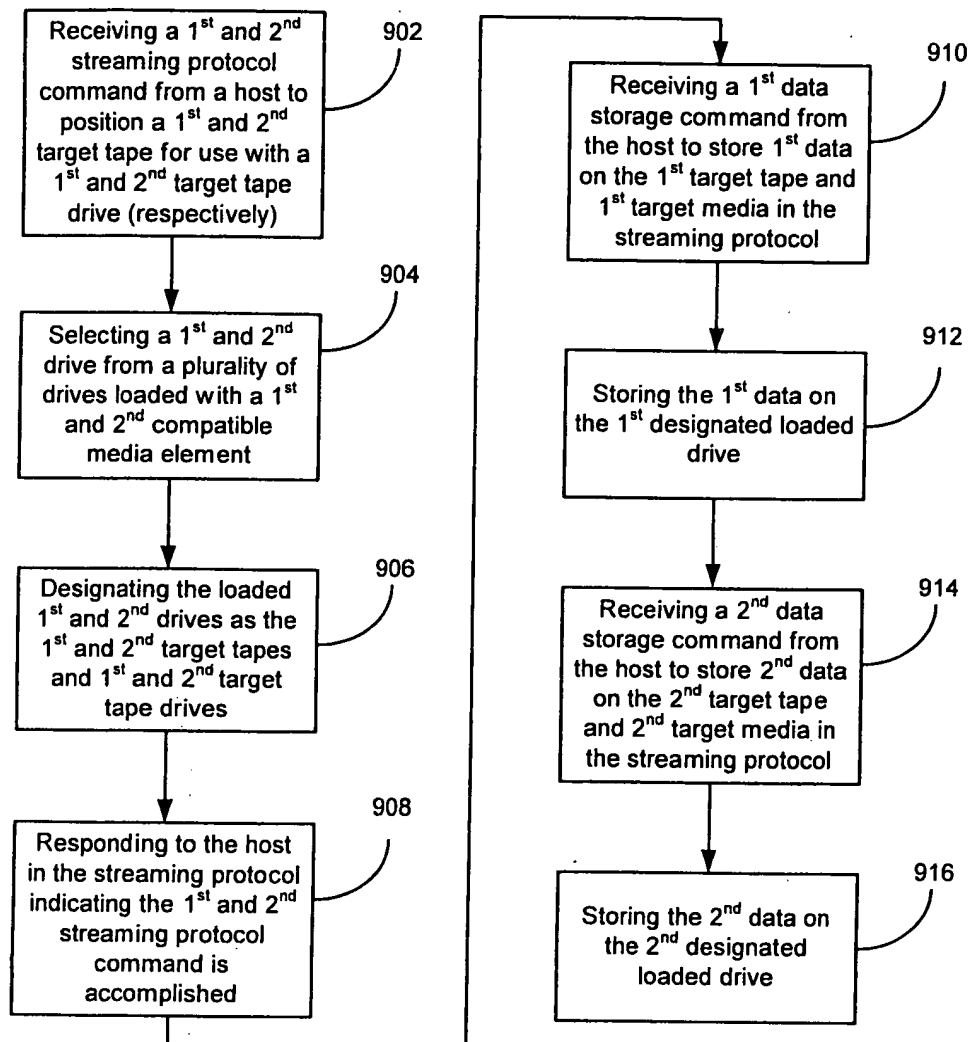 Receiving a 1st and 2nd
streaming protocol
command from a host to
position a 1st and 2nd
target tape for use with a
1st and 2nd target tape
drive (respectively)
902
Selecting a 1st and 2nd
drive from a plurality of
drives loaded with a 1st
and 2nd compatible
media element
904
Designating the loaded
1st and 2nd drives as the
1st and 2nd target tapes
and 1st and 2nd target
tape drives
906
Responding to the host
in the streaming protocol
indicating the 1st and 2nd
streaming protocol
command is
accomplished
908
Receiving a 1st data
storage command from
the host to store 1st data
on the 1st target tape and
1st target media in the
streaming protocol
910
Storing the 1st data on
the 1st designated loaded
drive
912
Receiving a 2nd data
storage command from
the host to store 2nd data
on the 2nd target tape
and 2nd target media in
the streaming protocol
914
Storing the 2nd data on
the 2nd designated
loaded drive
916